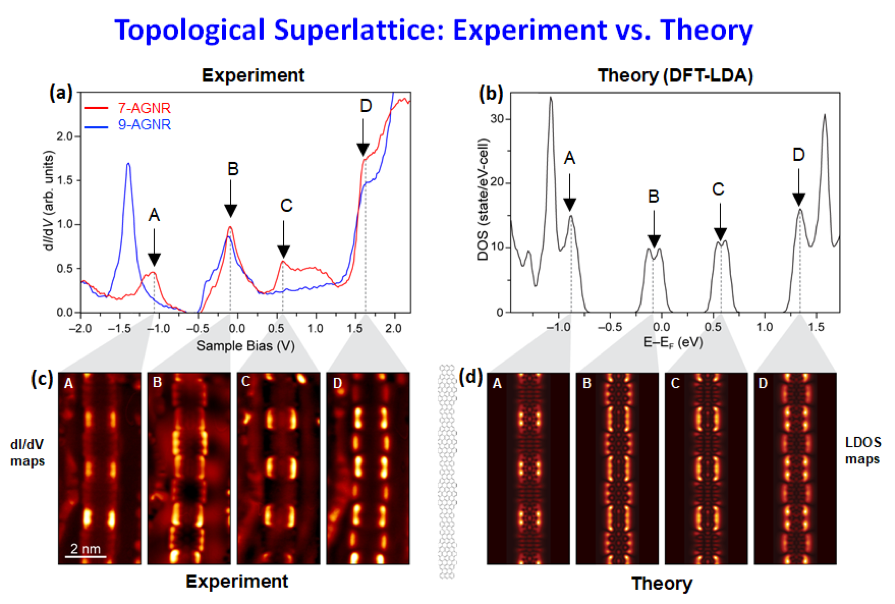 Topological Superlattice: Experiment vs. Theory
Experiment
(a)
7-AGNR
9-AGNR
A
B
C
D
dI/dV (arb. units)
2.5
2.0
1.5
1.0
0.5
0.0
−2.0 −1.5 −1.0 −0.5 0.0 0.5 1.0 1.5 2.0
Sample Bias (V)
Theory (DFT-LDA)
(b)
A
B
C
D
DOS (state/eV-cell)
30
20
10
0
−1.0 −0.5 0.0 0.5 1.0 1.5
E–EF (eV)
(c)
dI/dV
maps
A
B
C
D
2 nm
Experiment
(d)
A
B
C
D
LDOS
maps
Theory